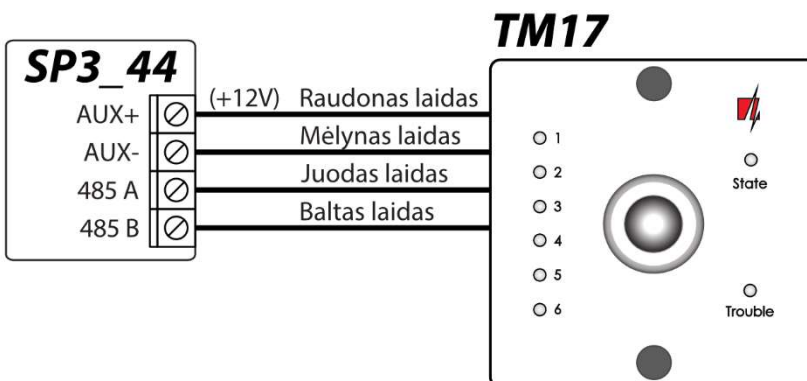 TM17
SP3_44
AUX+ (+12V) Raudonas laidas
AUX- Mėlynas laidas
485 A Juodas laidas
485 B Baltas laidas
1
2
3
4
5
6
State
Trouble